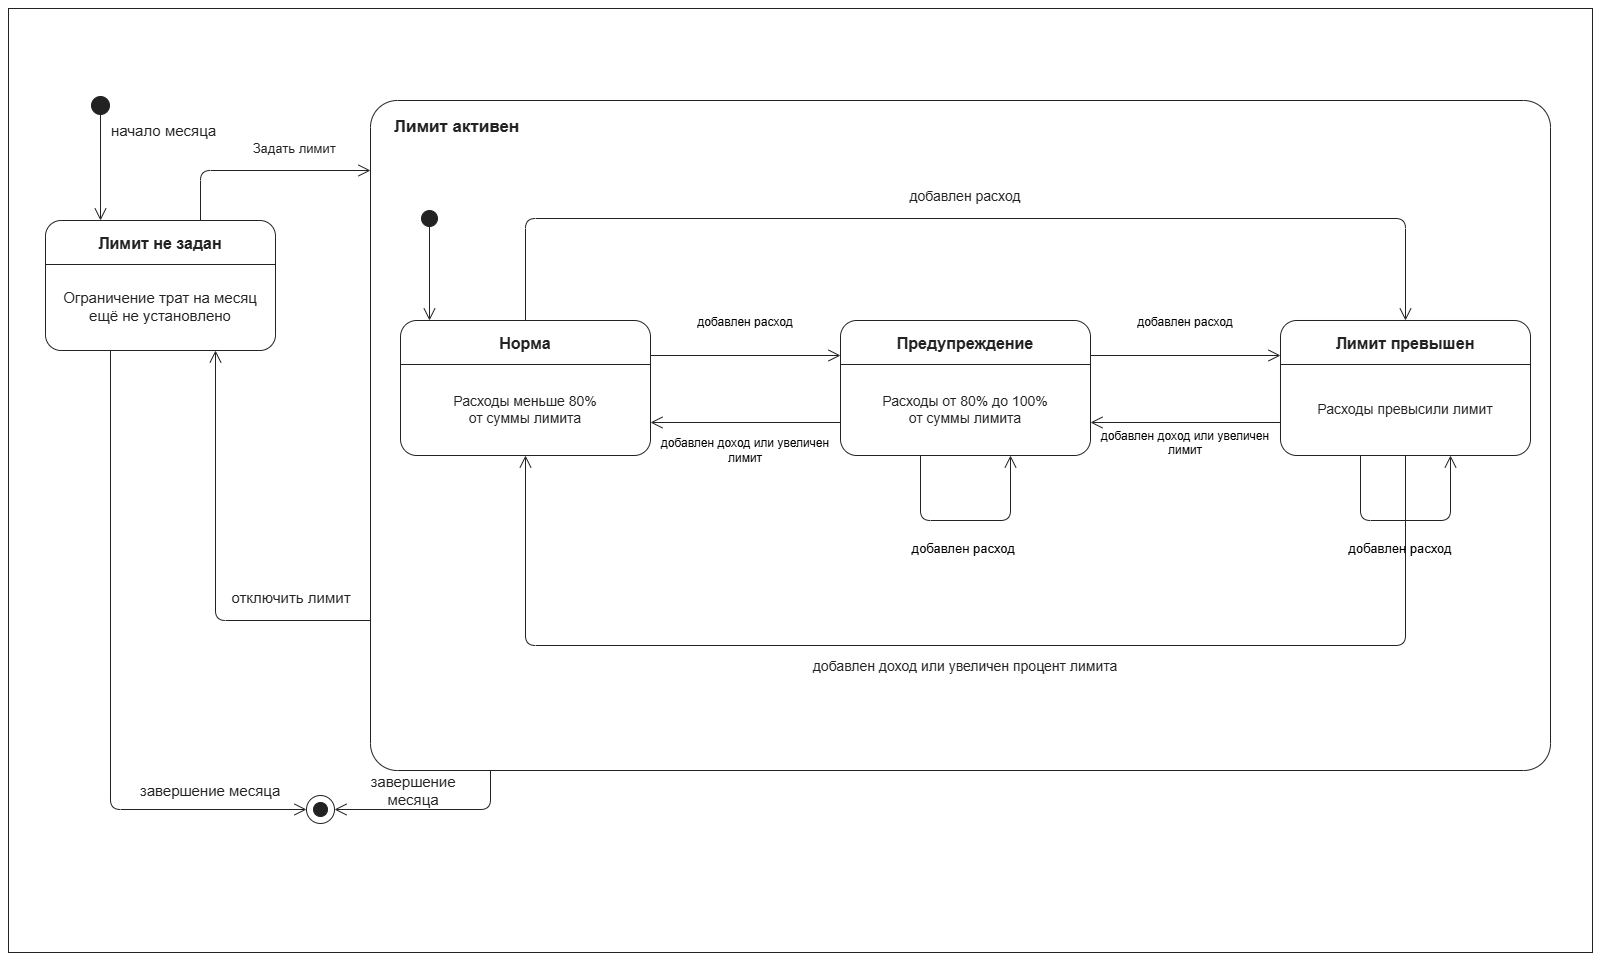 начало месяца
Задать лимит
Лимит активен
добавлен расход
Лимит не задан
Ограничение трат на месяц
ещё не установлено
добавлен расход
добавлен расход
Норма
Расходы меньше 80%
от суммы лимита
Предупреждение
Расходы от 80% до 100%
от суммы лимита
Лимит превышен
Расходы превысили лимит
добавлен доход или увеличен
лимит
добавлен доход или увеличен
лимит
добавлен расход
добавлен расход
отключить лимит
добавлен доход или увеличен процент лимита
завершение месяца
завершение
месяца